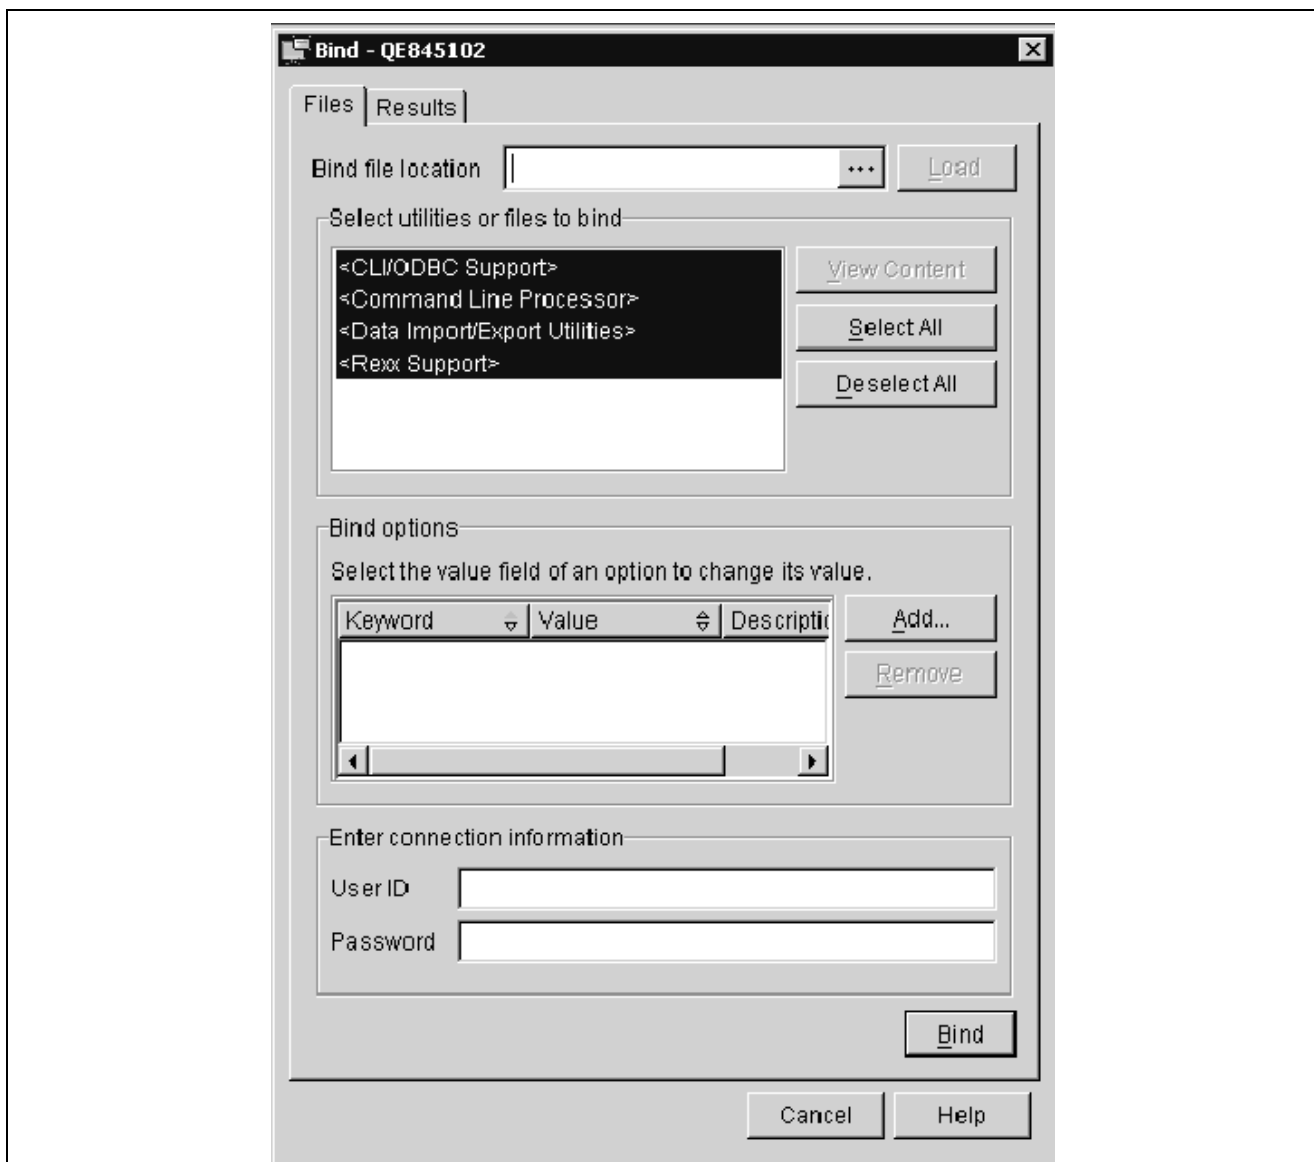 Bind - QE845102
Files
Results
Bind file location
...
Load
Select utilities or files to bind
<CLI/ODBC Support>
<Command Line Processor>
<Data Import/Export Utilities>
<Rexx Support>
View Content
Select All
Deselect All
Bind options
Select the value field of an option to change its value.
Keyword
Value
Descriptio
Add...
Remove
Enter connection information
User ID
Password
Bind
Cancel
Help